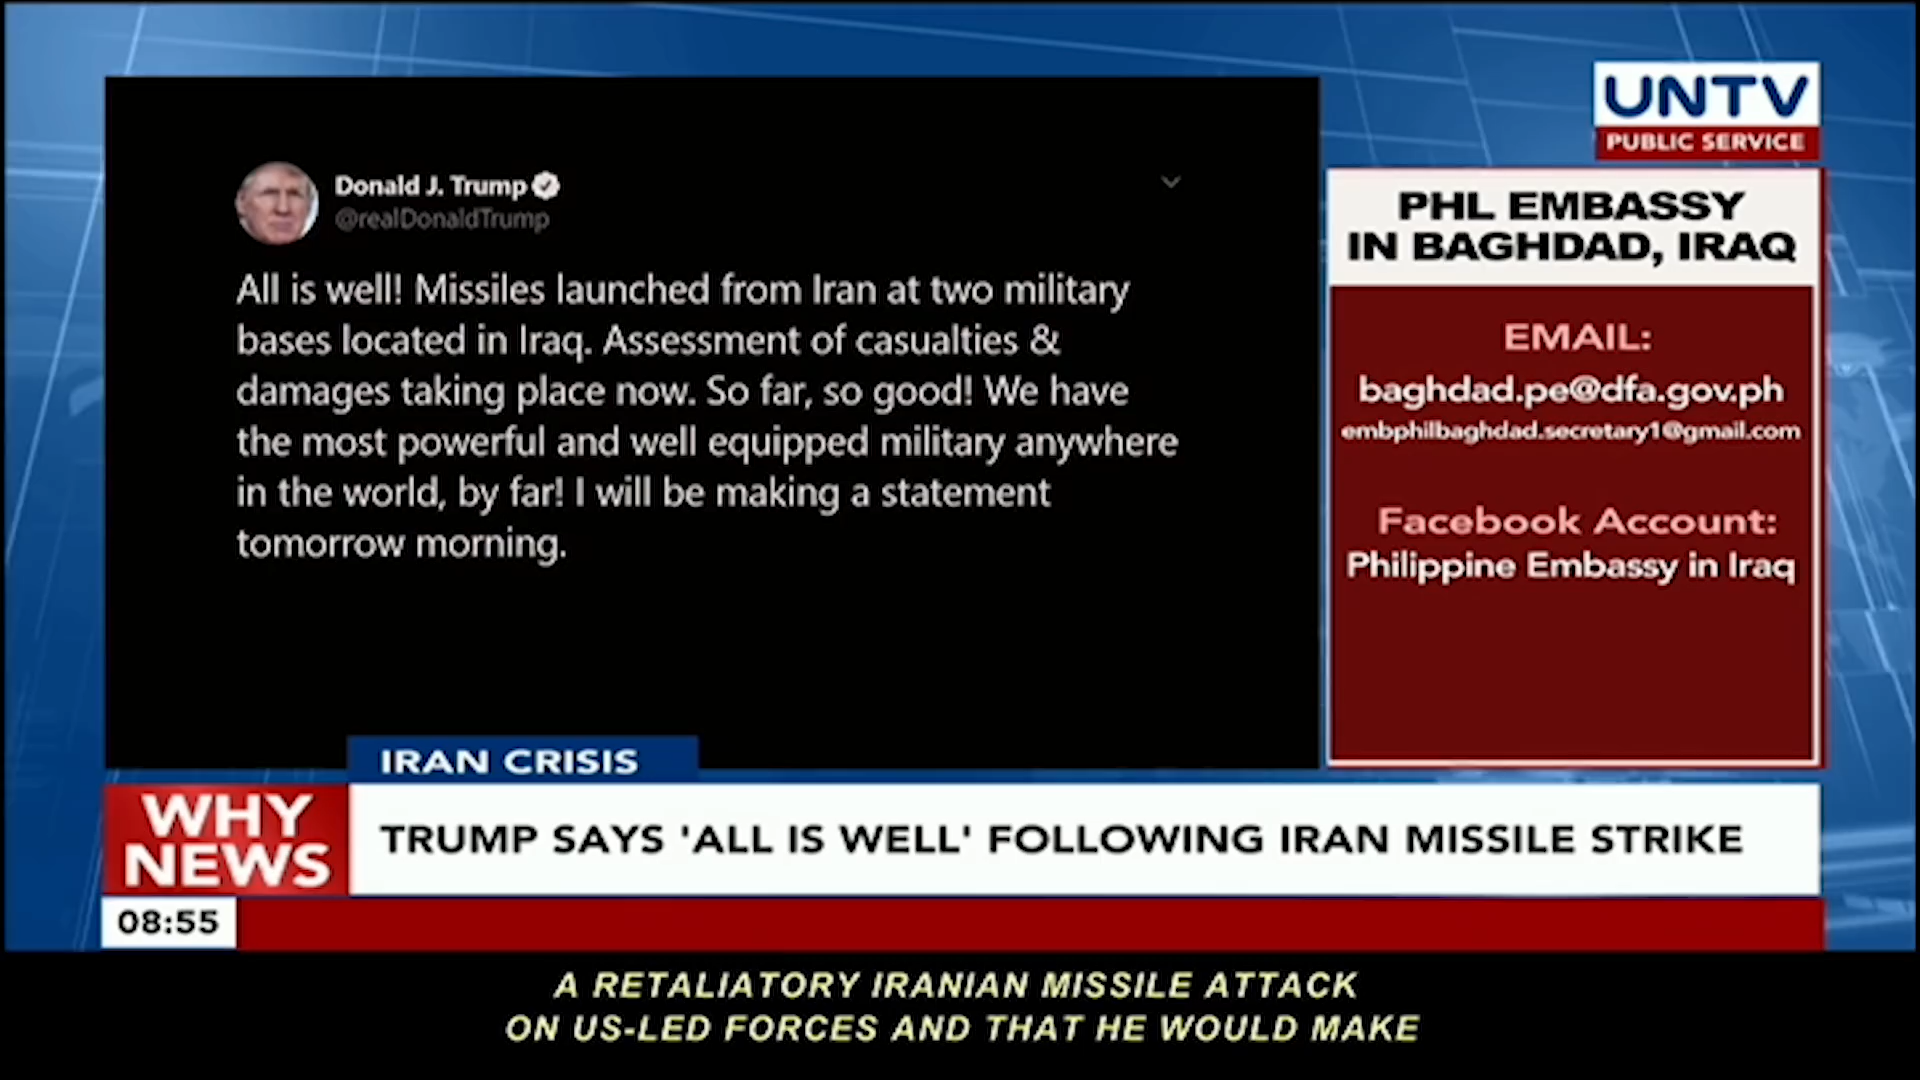 UNTV
PUBLIC SERVICE
Donald J. Trump
@realDonaldTrump
All is well! Missiles launched from Iran at two military
bases located in Iraq. Assessment of casualties &
damages taking place now. So far, so good! We have
the most powerful and well equipped military anywhere
in the world, by far! I will be making a statement
tomorrow morning.
PHL EMBASSY
IN BAGHDAD, IRAQ
EMAIL:
baghdad.pe@dfa.gov.ph
embphilbaghdad.secretary1@gmail.com
Facebook Account:
Philippine Embassy in Iraq
IRAN CRISIS
WHY
NEWS
TRUMP SAYS 'ALL IS WELL' FOLLOWING IRAN MISSILE STRIKE
08:55
A RETALIATORY IRANIAN MISSILE ATTACK
ON US-LED FORCES AND THAT HE WOULD MAKE